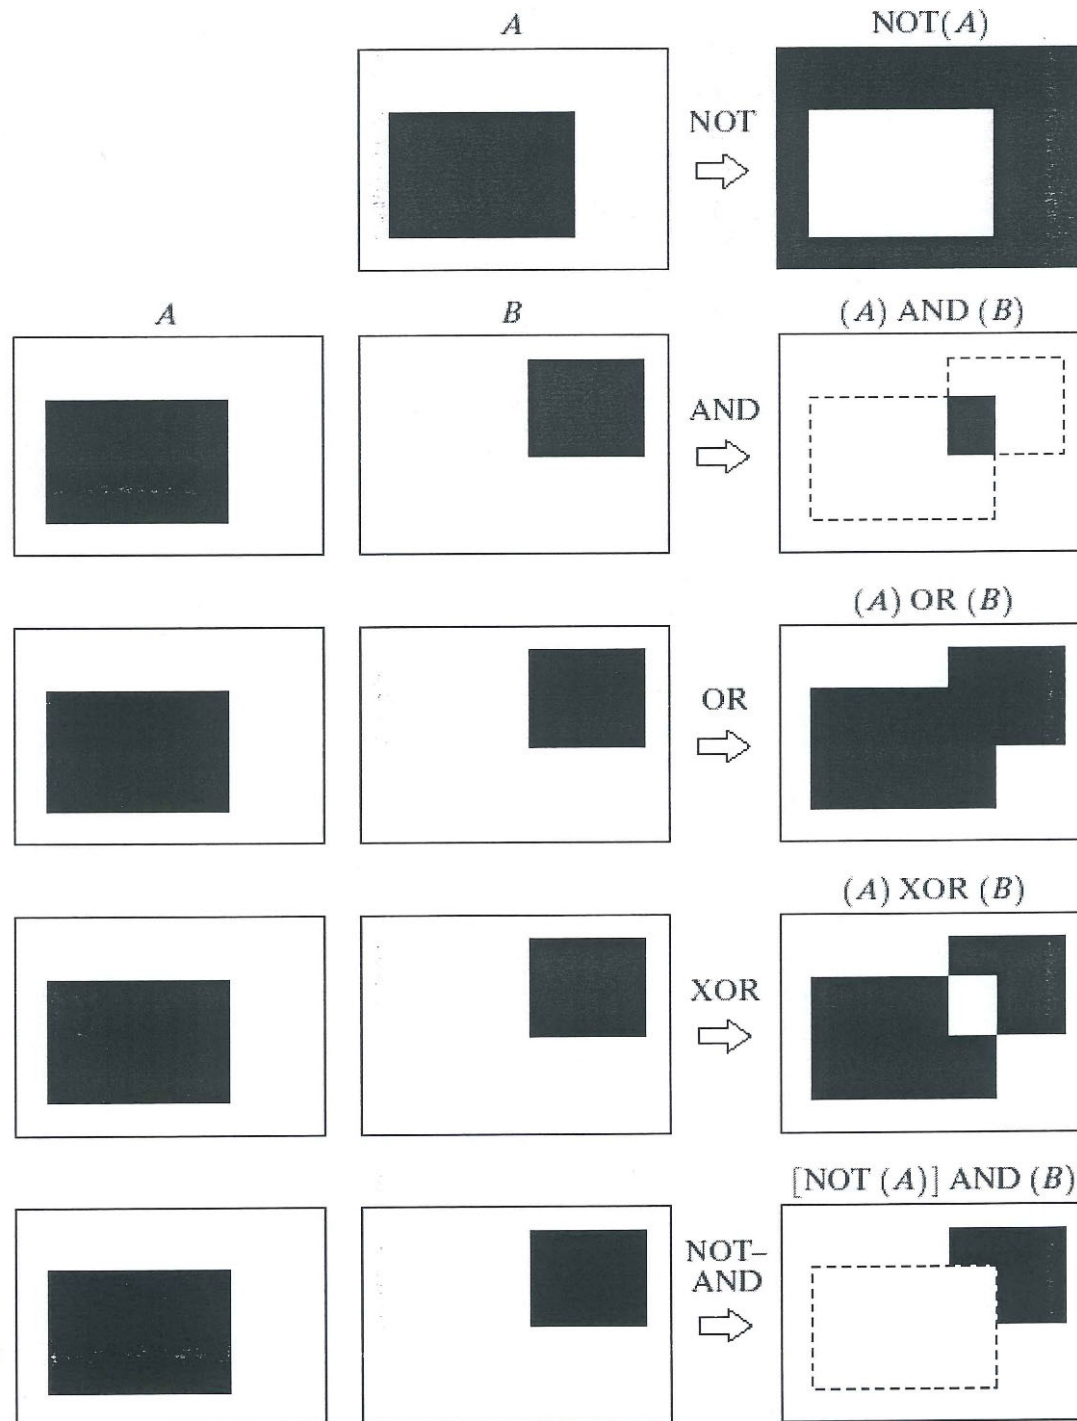 A
NOT(A)
NOT
A
B
(A) AND (B)
AND
(A) OR (B)
OR
(A) XOR (B)
XOR
[NOT (A)] AND (B)
NOT–
AND